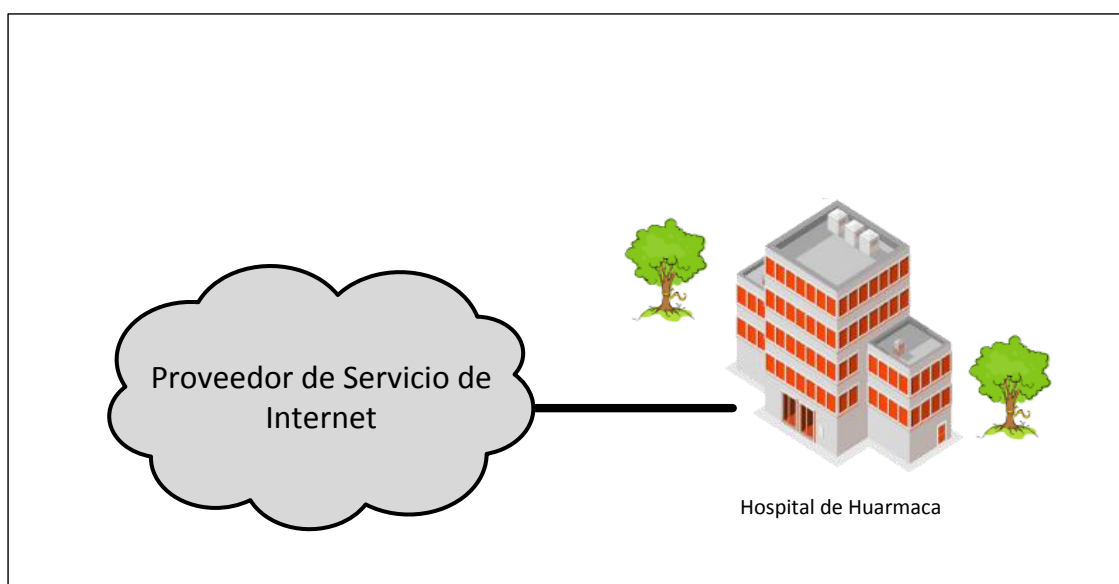 Proveedor de Servicio de
Internet
Hospital de Huarmaca